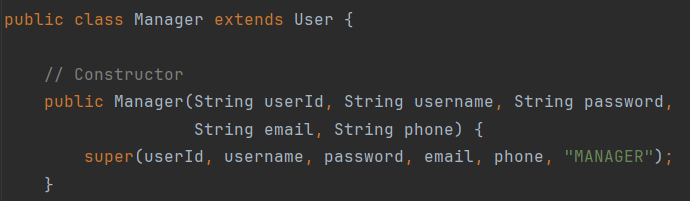 public class Manager extends User {
// Constructor
public Manager(String userId, String username, String password,
String email, String phone) {
super(userId, username, password, email, phone, "MANAGER");
}